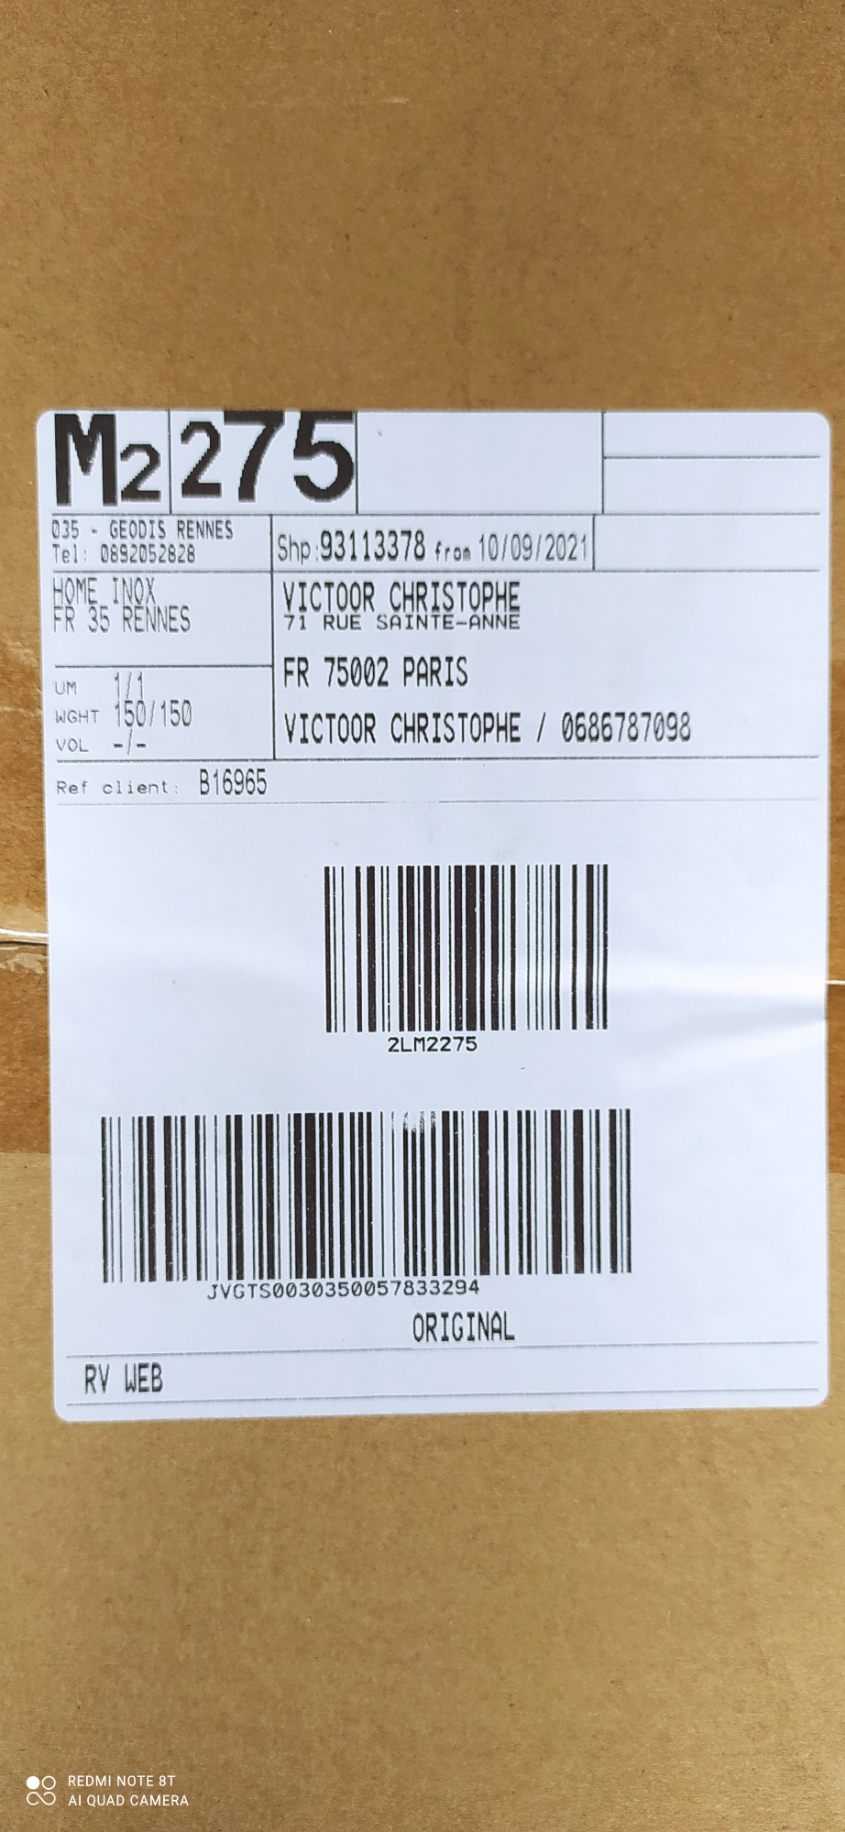 M2 275
035 - GEODIS RENNES
Tel: 0892052828
Shp:93113378 from 10/09/2021
HOME INOX
FR 35 RENNES
VICTOOR CHRISTOPHE
71 RUE SAINTE-ANNE
FR 75002 PARIS
VICTOOR CHRISTOPHE / 0686787098
UM 1/1
WGHT 150/150
VOL -/-
Ref client: B16965
2LM2275
JVGTS0030350057833294
ORIGINAL
RV WEB
REDMI NOTE 8T
AI QUAD CAMERA